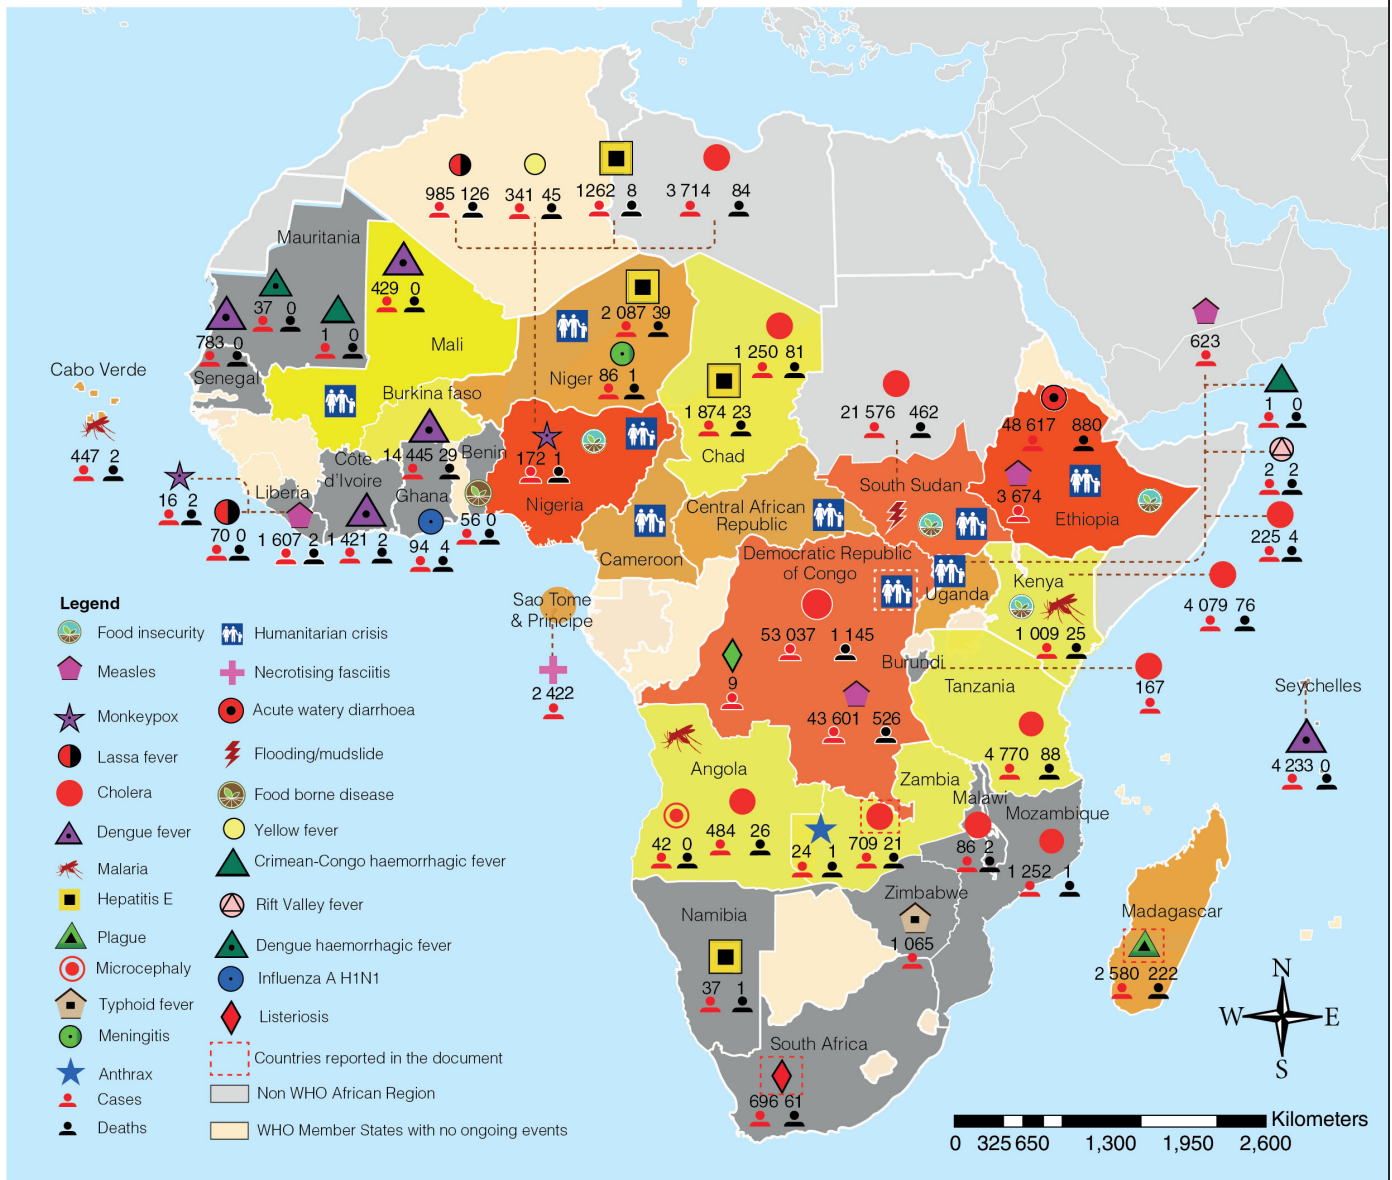 985 126
341 45
1262 8
3 714 84
Mauritania
37 0
1 0
429 0
783 0
Senegal
Mali
2 087 39
Niger
86 1
1 250 81
1 874 23
Chad
21 576 462
623
1 0
2 2
225 4
Cabo Verde
447 2
Burkina faso
14 445 29
Benin
172 1
Nigeria
48 617 880
3 674
Ethiopia
South Sudan
Central African
Republic
Cameroon
16 2
70 0
Liberia
1 607 2
Côte
d’Ivoire
1 421 2
Ghana
94 4
56 0
Democratic Republic
of Congo
53 037 1 145
9
43 601 526
Uganda
Kenya
1 009 25
4 079 76
Burundi
167
Tanzania
4 770 88
Sao Tome
& Principe
2 422
Seychelles
4 233 0
Angola
42 0
484 26
24 1
Zambia
709 21
Malawi
86 2
Mozambique
1 252 1
Zimbabwe
1 065
Namibia
37 1
Madagascar
2 580 222
South Africa
696 61
Legend
Food insecurity
Measles
Monkeypox
Lassa fever
Cholera
Dengue fever
Malaria
Hepatitis E
Plague
Microcephaly
Typhoid fever
Meningitis
Anthrax
Cases
Deaths
Humanitarian crisis
Necrotising fasciitis
Acute watery diarrhoea
Flooding/mudslide
Food borne disease
Yellow fever
Crimean-Congo haemorrhagic fever
Rift Valley fever
Dengue haemorrhagic fever
Influenza A H1N1
Listeriosis
Countries reported in the document
Non WHO African Region
WHO Member States with no ongoing events
N
W E
S
Kilometers
0 325 650 1,300 1,950 2,600